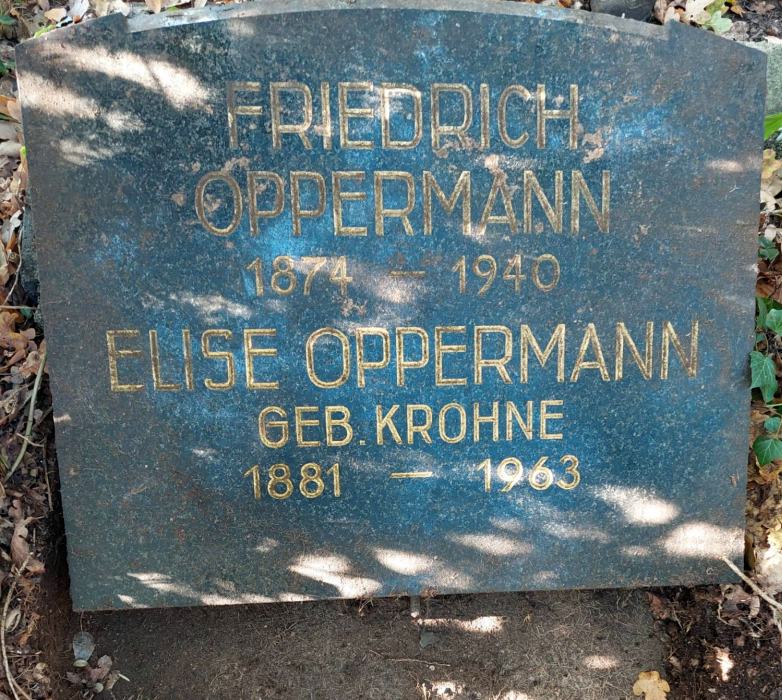 FRIEDRICH
OPPERMANN
1874 – 1940
ELISE OPPERMANN
GEB. KROHNE
1881 – 1963